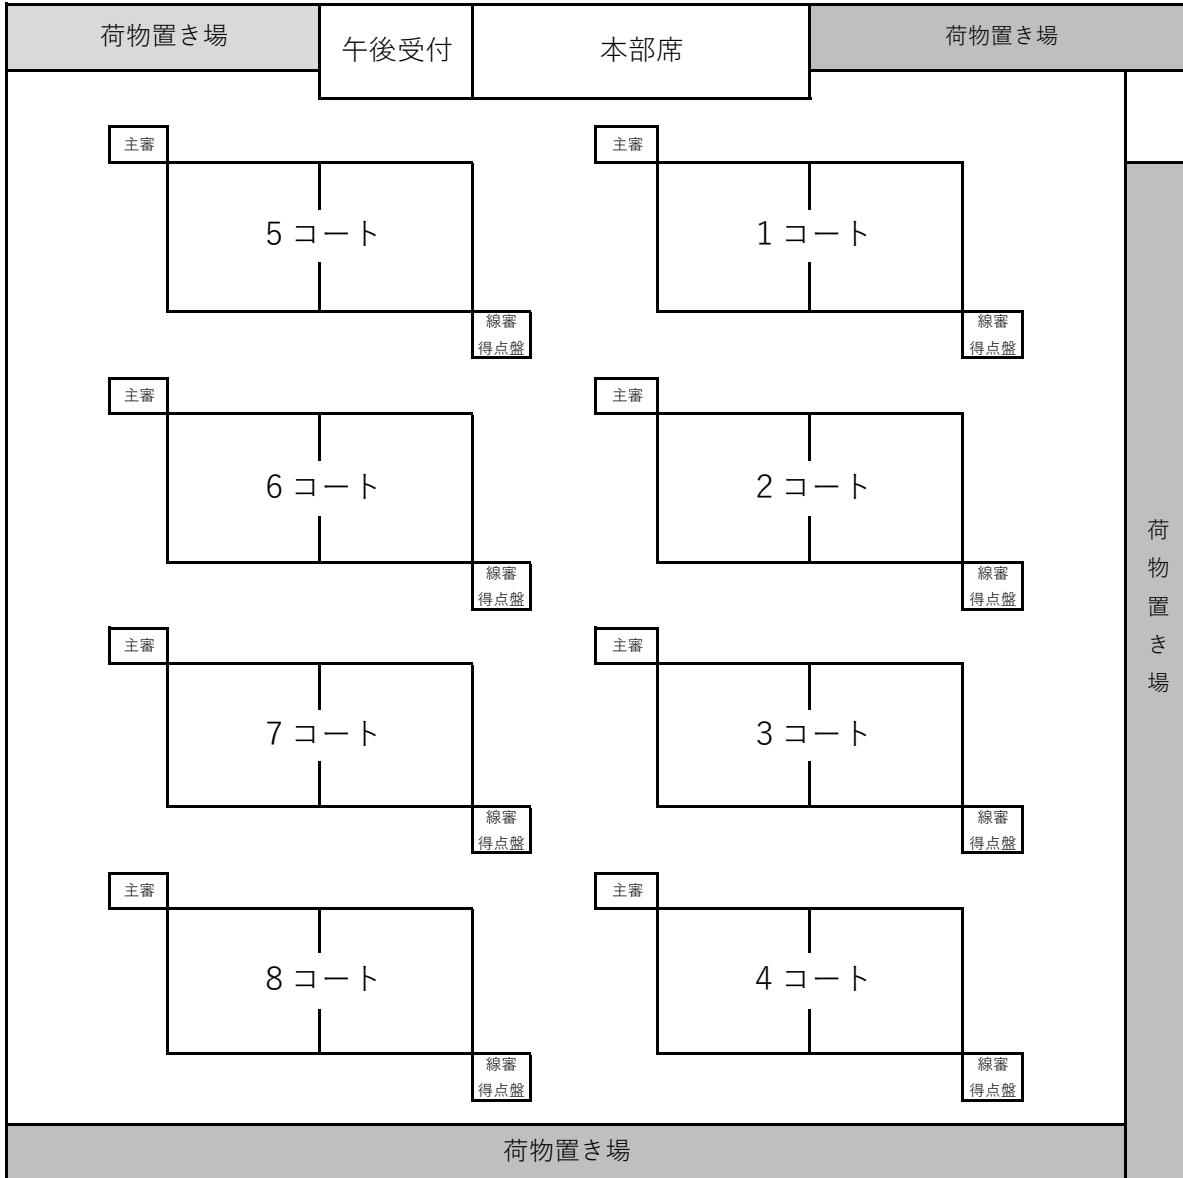 荷物置き場
午後受付
本部席
荷物置き場
主審
主審
5コート
1コート
線審
得点盤
線審
得点盤
主審
主審
6コート
2コート
線審
得点盤
線審
得点盤
荷物置き場
主審
主審
7コート
3コート
線審
得点盤
線審
得点盤
主審
主審
8コート
4コート
線審
得点盤
線審
得点盤
荷物置き場